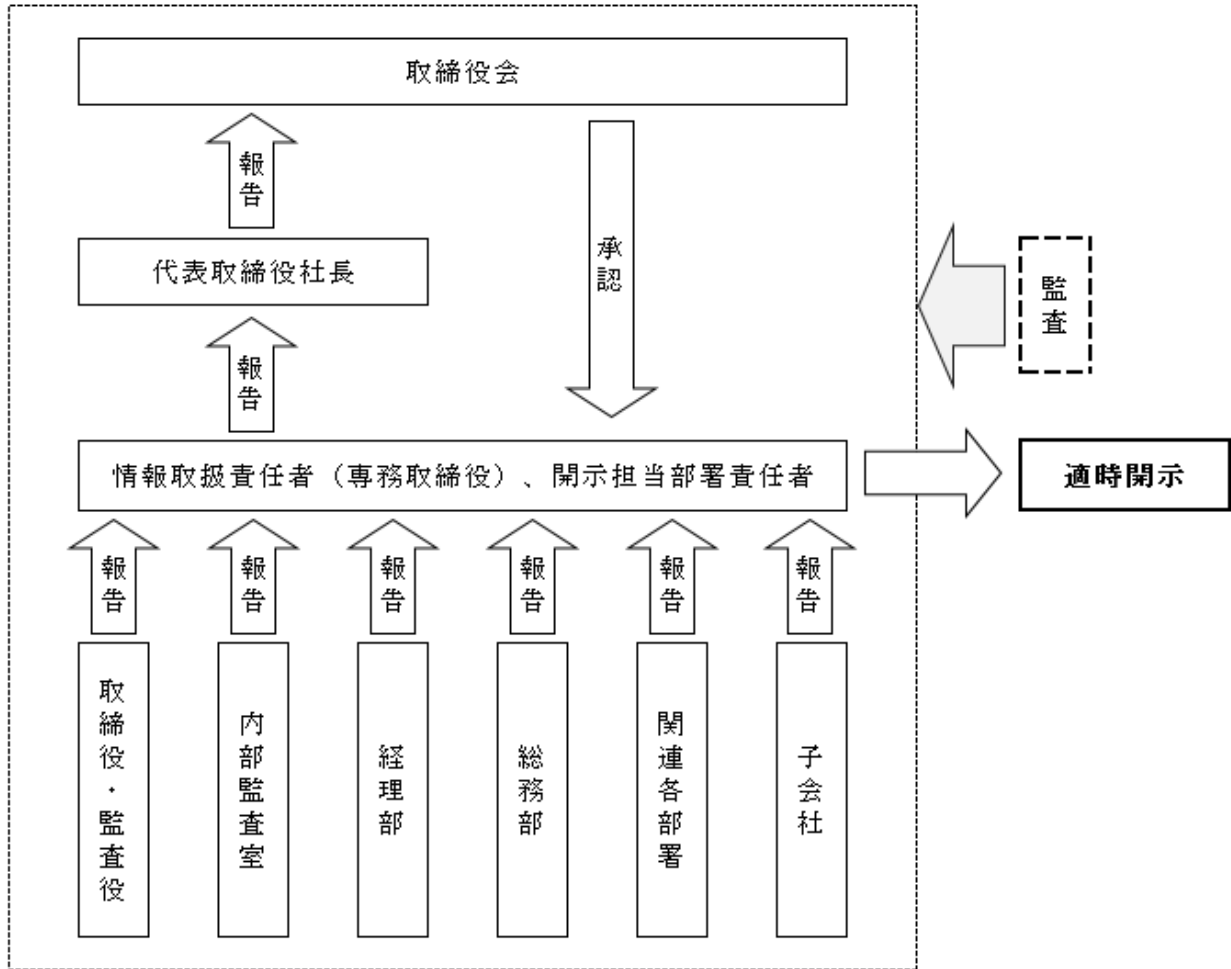 取締役会
報告
承認
代表取締役社長
監査
報告
情報取扱責任者（専務取締役）、開示担当部署責任者
適時開示
報告
報告
報告
報告
報告
報告
取締役・監査役
内部監査室
経理部
総務部
関連各部署
子会社